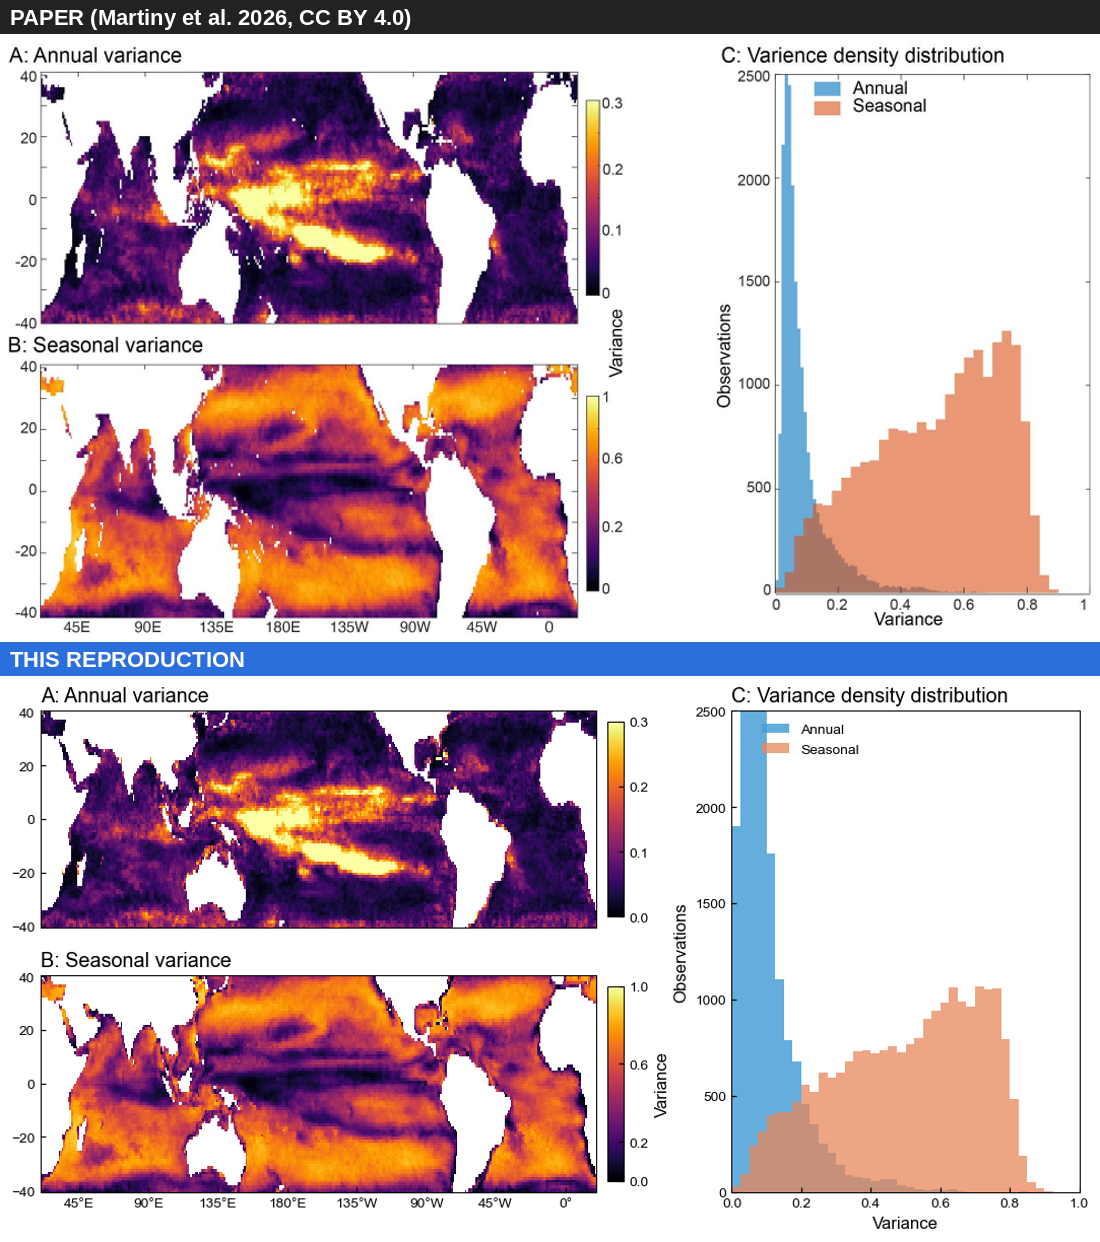 PAPER (Martiny et al. 2026, CC BY 4.0)
A: Annual variance
40
20
0
-20
-40
0.3
0.2
0.1
0
B: Seasonal variance
40
20
0
-20
-40
45E 90E 135E 180E 135W 90W 45W 0
Variance
1
0.6
0.2
0
C: Varience density distribution
2500
2000
1500
1000
500
0
Annual
Seasonal
Observations
0 0.2 0.4 0.6 0.8 1
Variance
THIS REPRODUCTION
A: Annual variance
40
20
0
−20
−40
0.3
0.2
0.1
0.0
B: Seasonal variance
40
20
0
−20
−40
45°E 90°E 135°E 180°E 135°W 90°W 45°W 0°
Variance
1.0
0.6
0.2
0.0
C: Variance density distribution
2500
2000
1500
1000
500
0
Annual
Seasonal
Observations
0.0 0.2 0.4 0.6 0.8 1.0
Variance